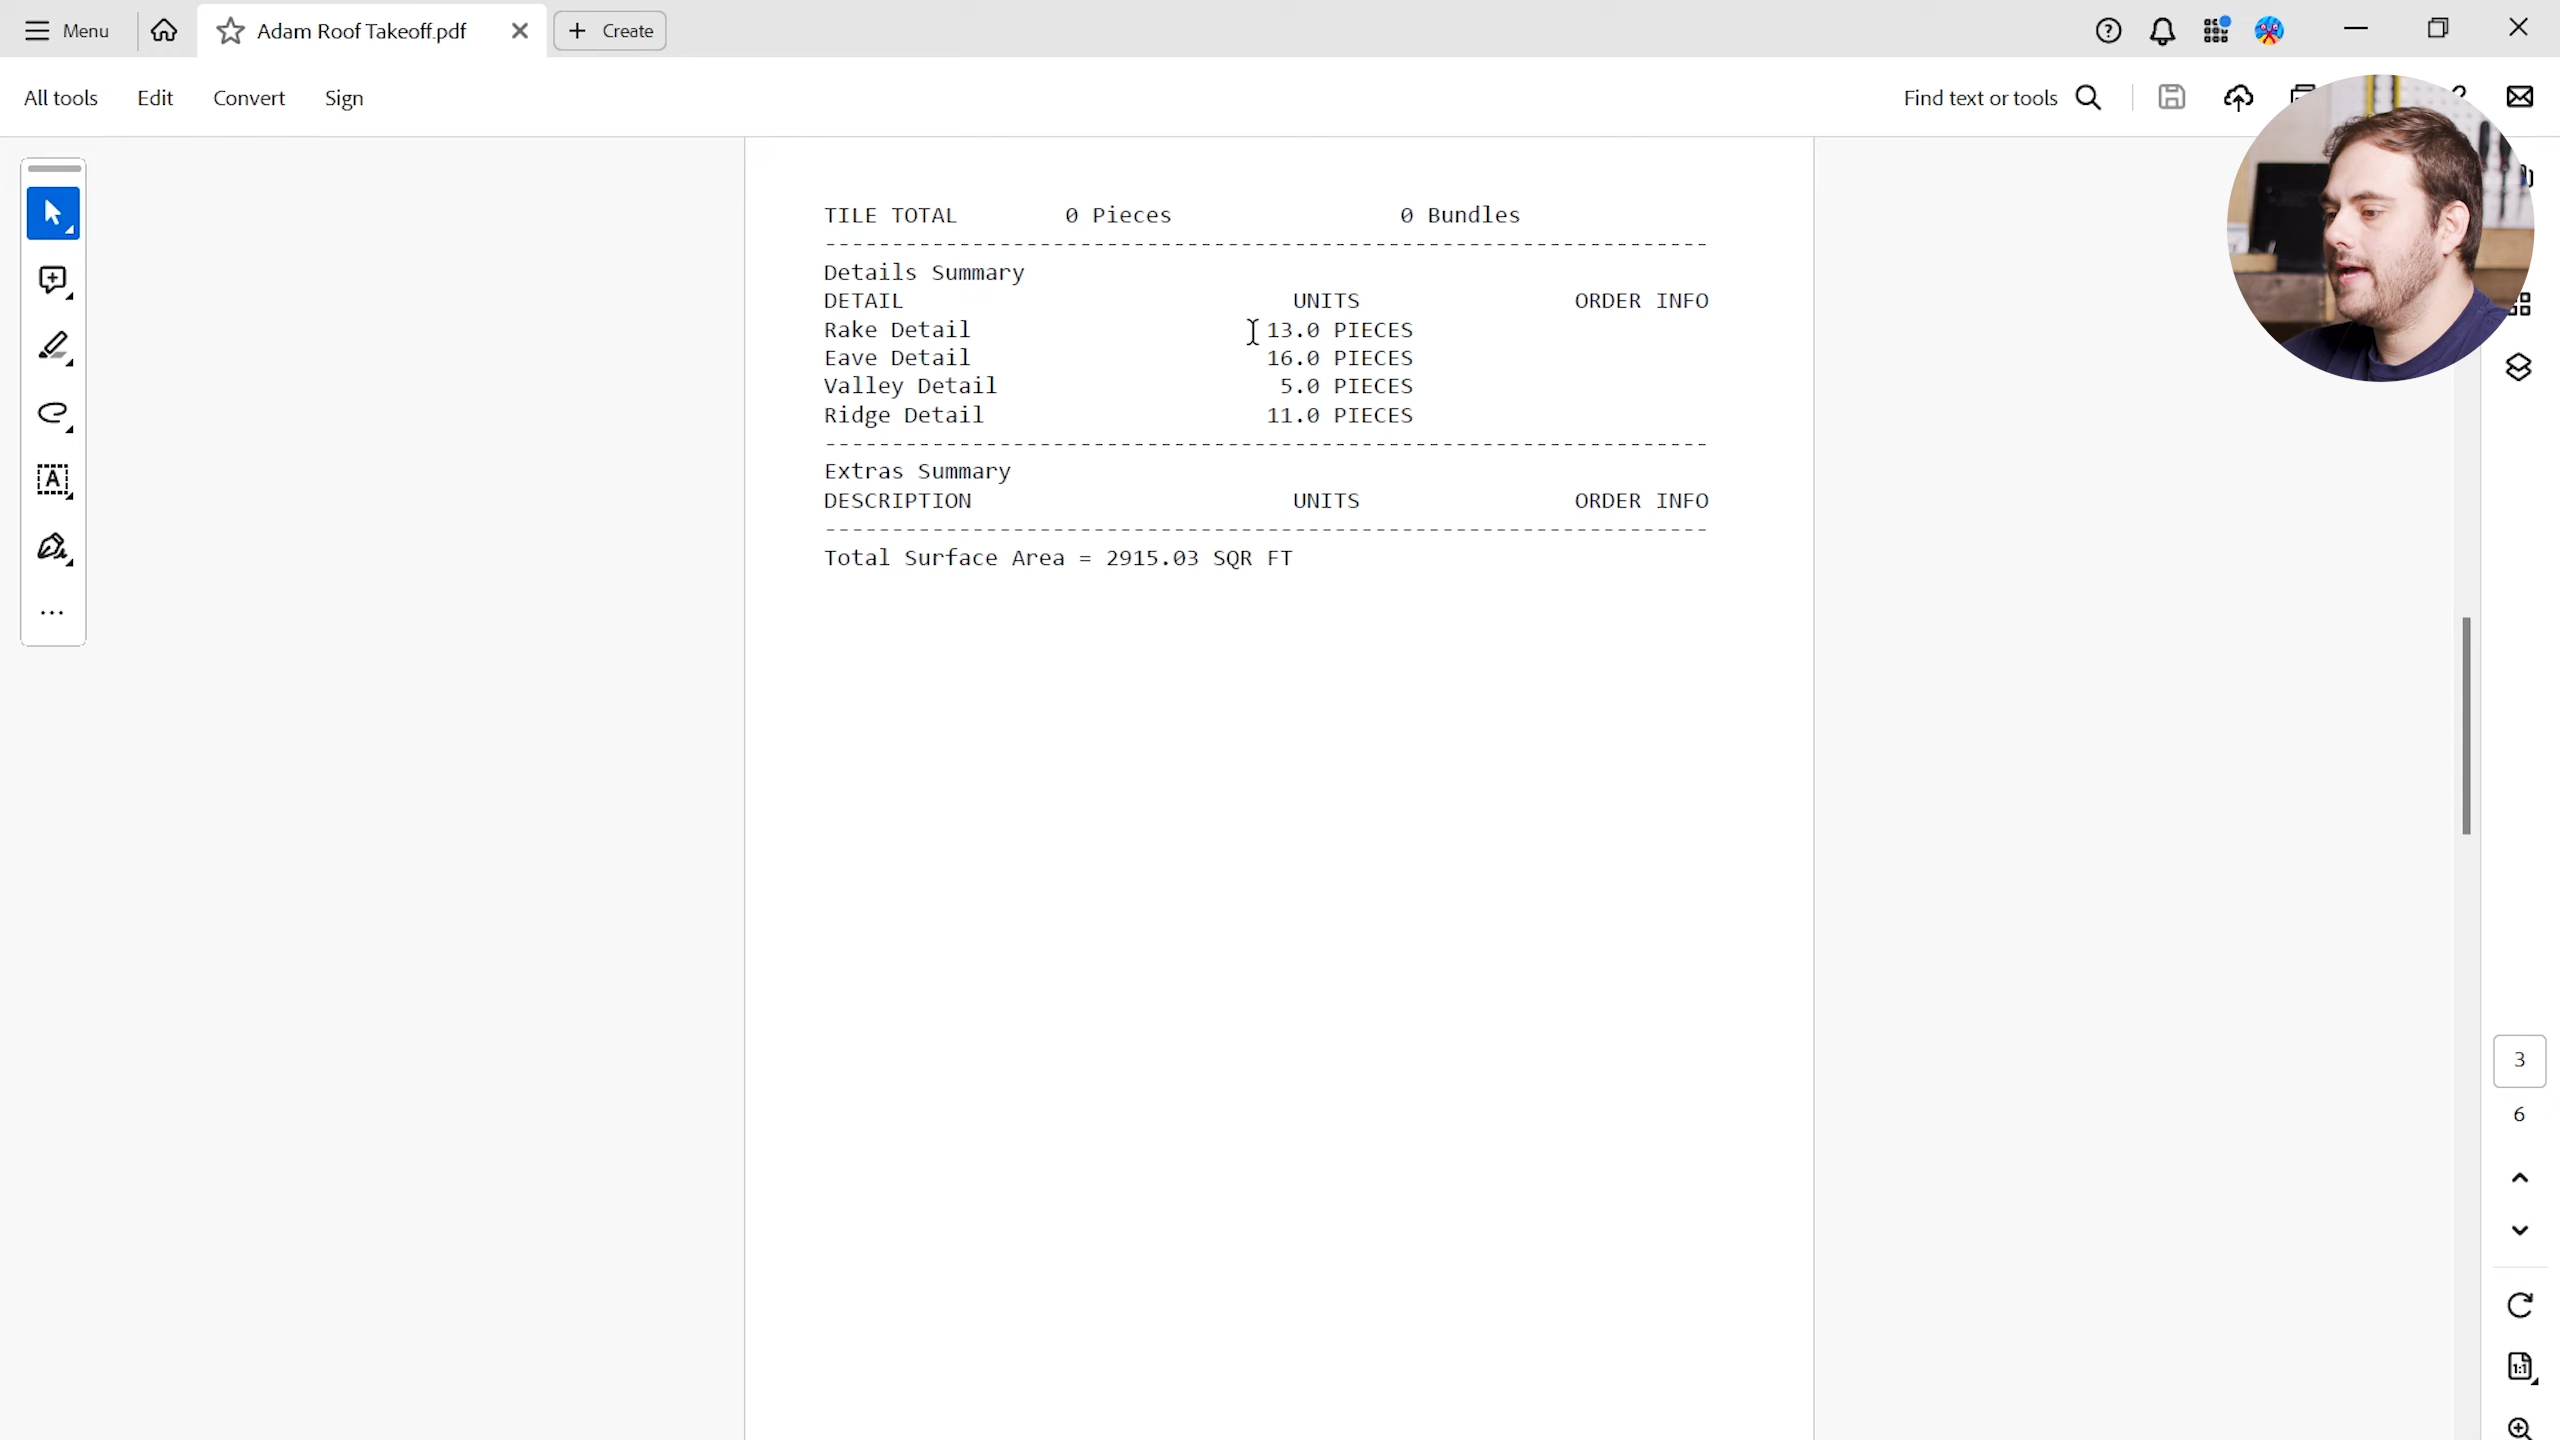 Menu
Adam Roof Takeoff.pdf
Create
All tools
Edit
Convert
Sign
Find text or tools
TILE TOTAL 0 Pieces 0 Bundles
--------------------------------------------------------------------
Details Summary
DETAIL UNITS ORDER INFO
Rake Detail 13.0 PIECES
Eave Detail 16.0 PIECES
Valley Detail 5.0 PIECES
Ridge Detail 11.0 PIECES
--------------------------------------------------------------------
Extras Summary
DESCRIPTION UNITS ORDER INFO
--------------------------------------------------------------------
Total Surface Area = 2915.03 SQR FT
3
6
1:1